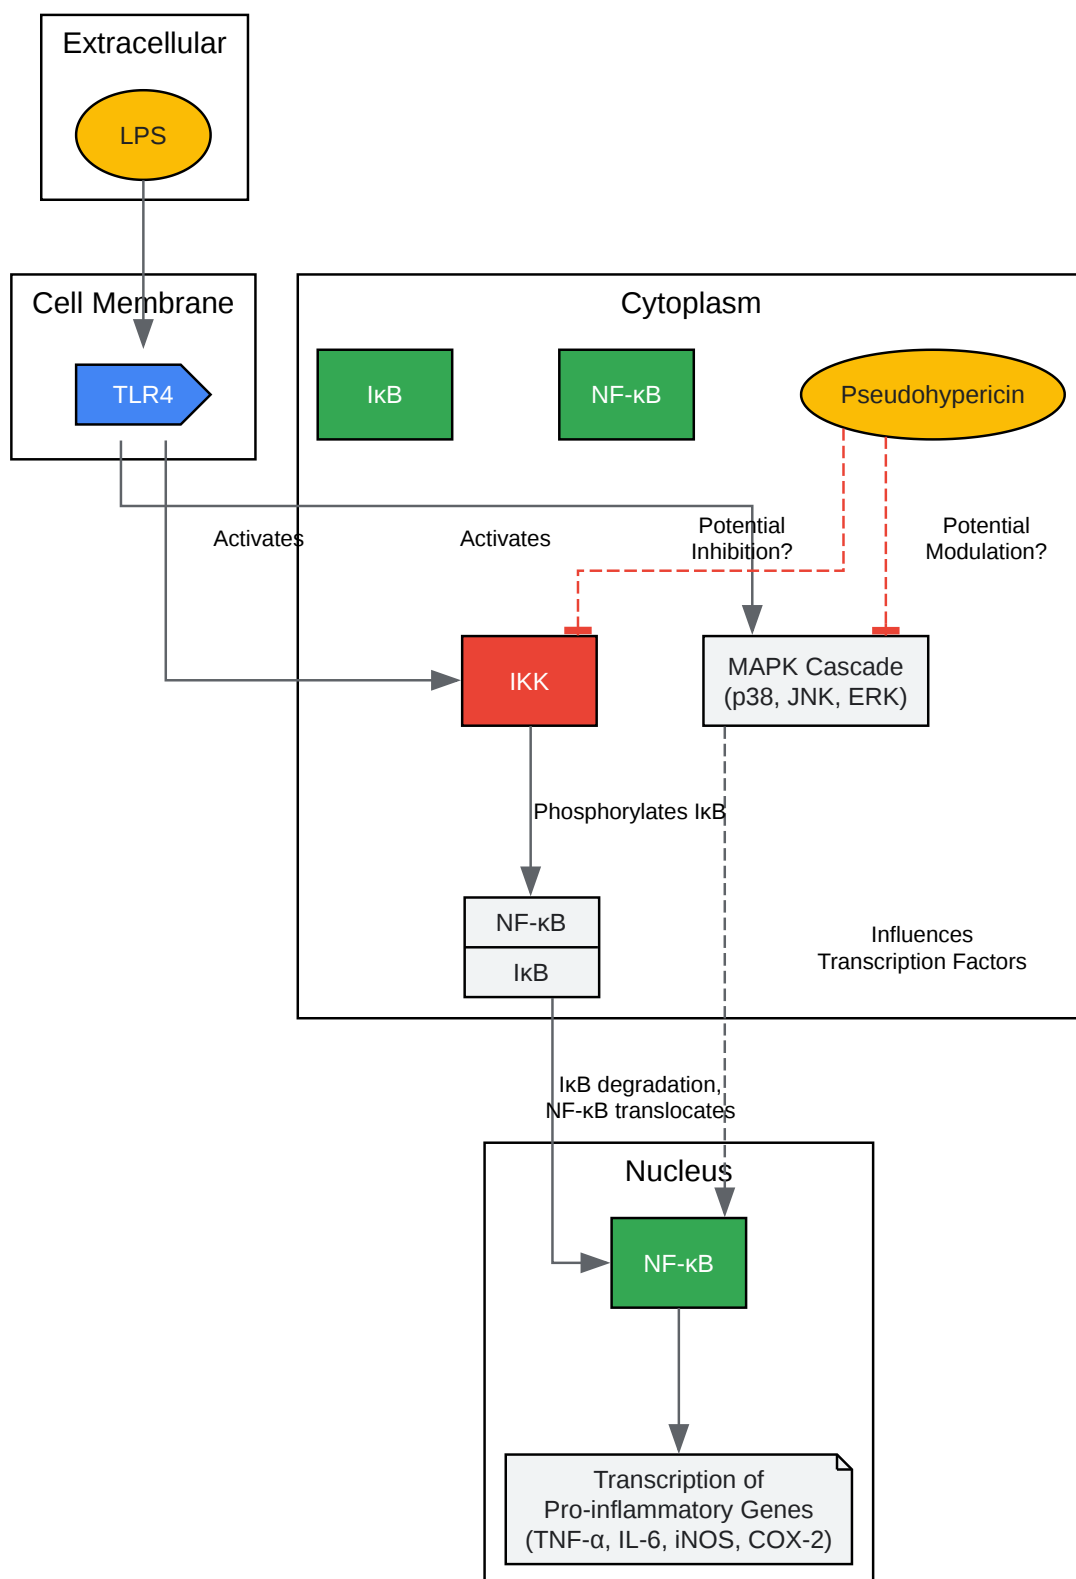 Extracellular
LPS
Cell Membrane
TLR4
Cytoplasm
IκB
NF-κB
Pseudohypericin
Activates
Activates
Potential
Inhibition?
Potential
Modulation?
IKK
MAPK Cascade
(p38, JNK, ERK)
Phosphorylates IκB
NF-κB
IκB
Influences
Transcription Factors
IκB degradation,
NF-κB translocates
Nucleus
NF-κB
Transcription of
Pro-inflammatory Genes
(TNF-α, IL-6, iNOS, COX-2)